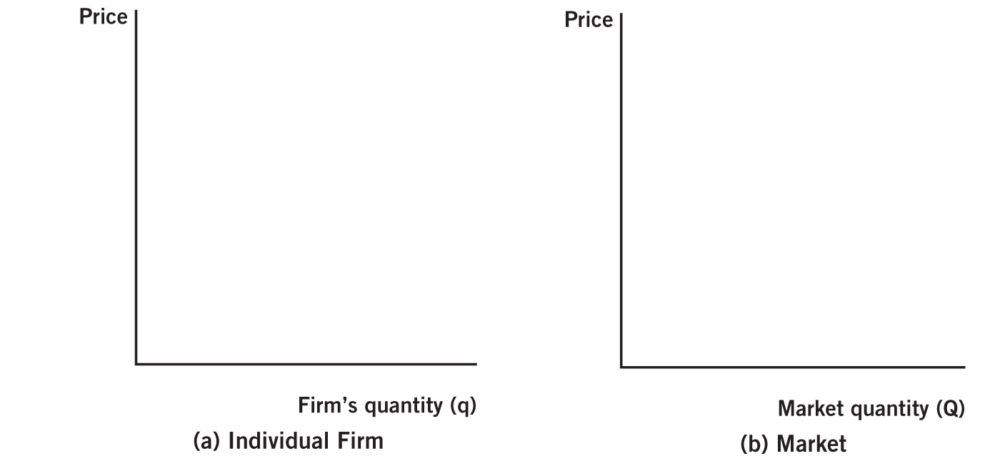 Price
Firm’s quantity (q)
(a) Individual Firm
Price
Market quantity (Q)
(b) Market